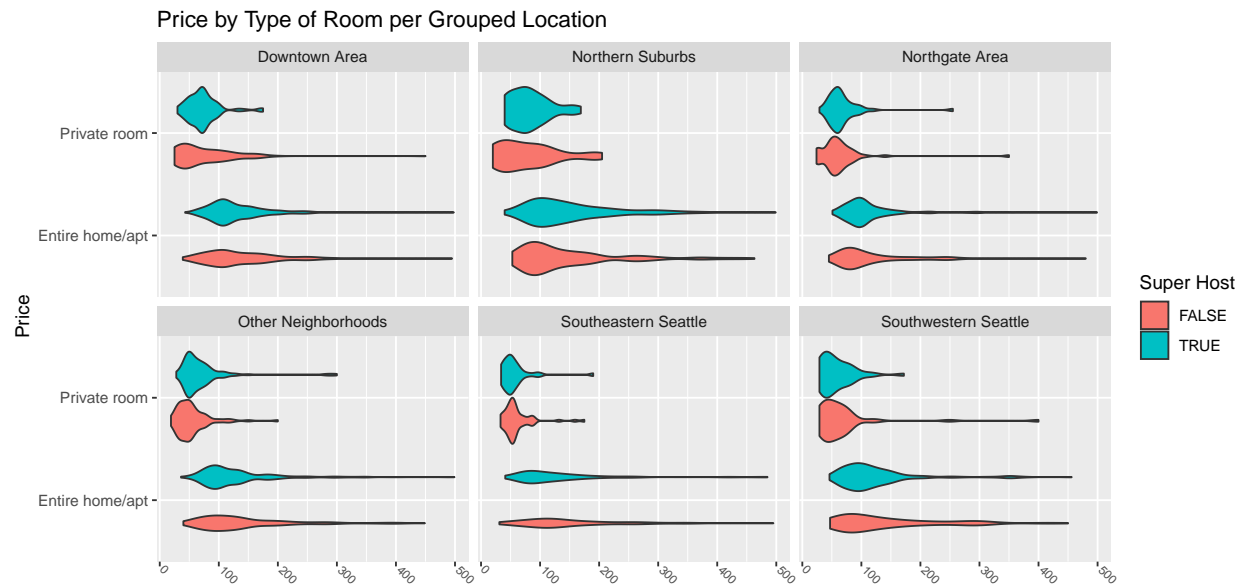 Price by Type of Room per Grouped Location
Downtown Area
Northern Suburbs
Northgate Area
Private room
Entire home/apt
Other Neighborhoods
Southeastern Seattle
Southwestern Seattle
Private room
Entire home/apt
0 100 200 300 400 500 0 100 200 300 400 500 0 100 200 300 400 500
Price
Super Host
FALSE
TRUE